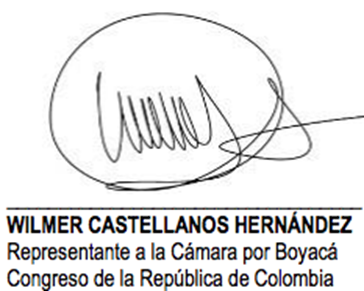 WILMER CASTELLANOS HERNÁNDEZ
Representante a la Cámara por Boyacá
Congreso de la República de Colombia